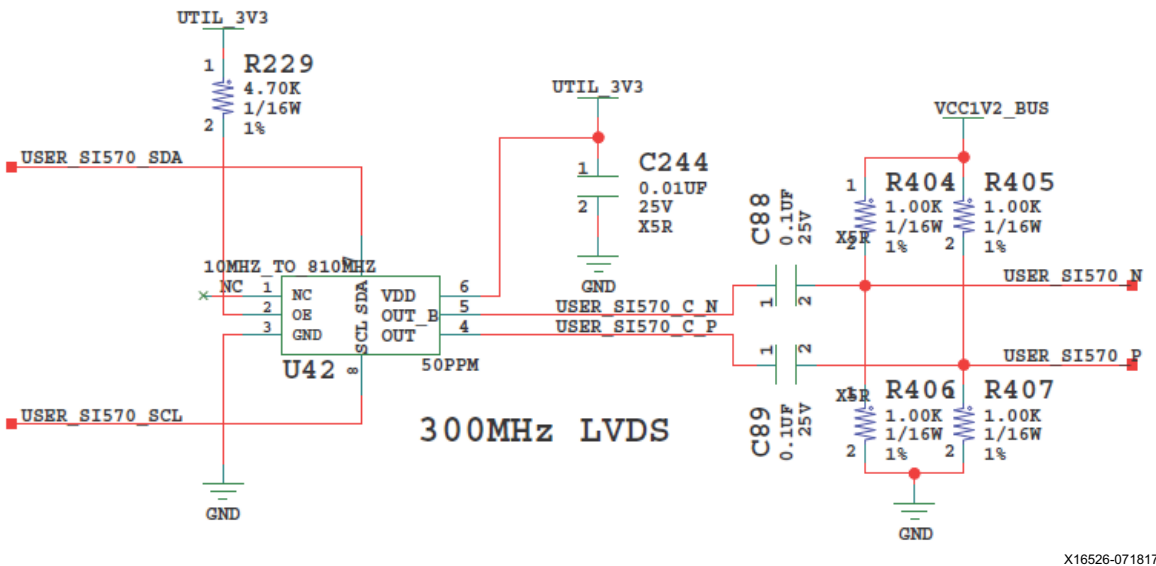 UTIL_3V3
1
R229
4.70K
1/16W
2
1%
USER_SI570_SDA
UTIL_3V3
1
C244
0.01UF
2
25V
X5R
GND
VCC1V2_BUS
1
R404
R405
1.00K
1.00K
1/16W
1/16W
2
1%
2
1%
C88
0.1UF
25V
X5R
1
2
USER_SI570_N
10MHZ_TO_810MHZ
NC
1
NC
2
OE
3
GND
SDA
SCL
8
VDD
6
OUT_B
5
OUT
4
U42
50PPM
USER_SI570_C_N
USER_SI570_C_P
1
2
USER_SI570_P
C89
0.1UF
25V
X5R
1
R406
1
R407
1.00K
1.00K
1/16W
1/16W
2
1%
2
1%
USER_SI570_SCL
300MHz LVDS
GND
GND
X16526-071817